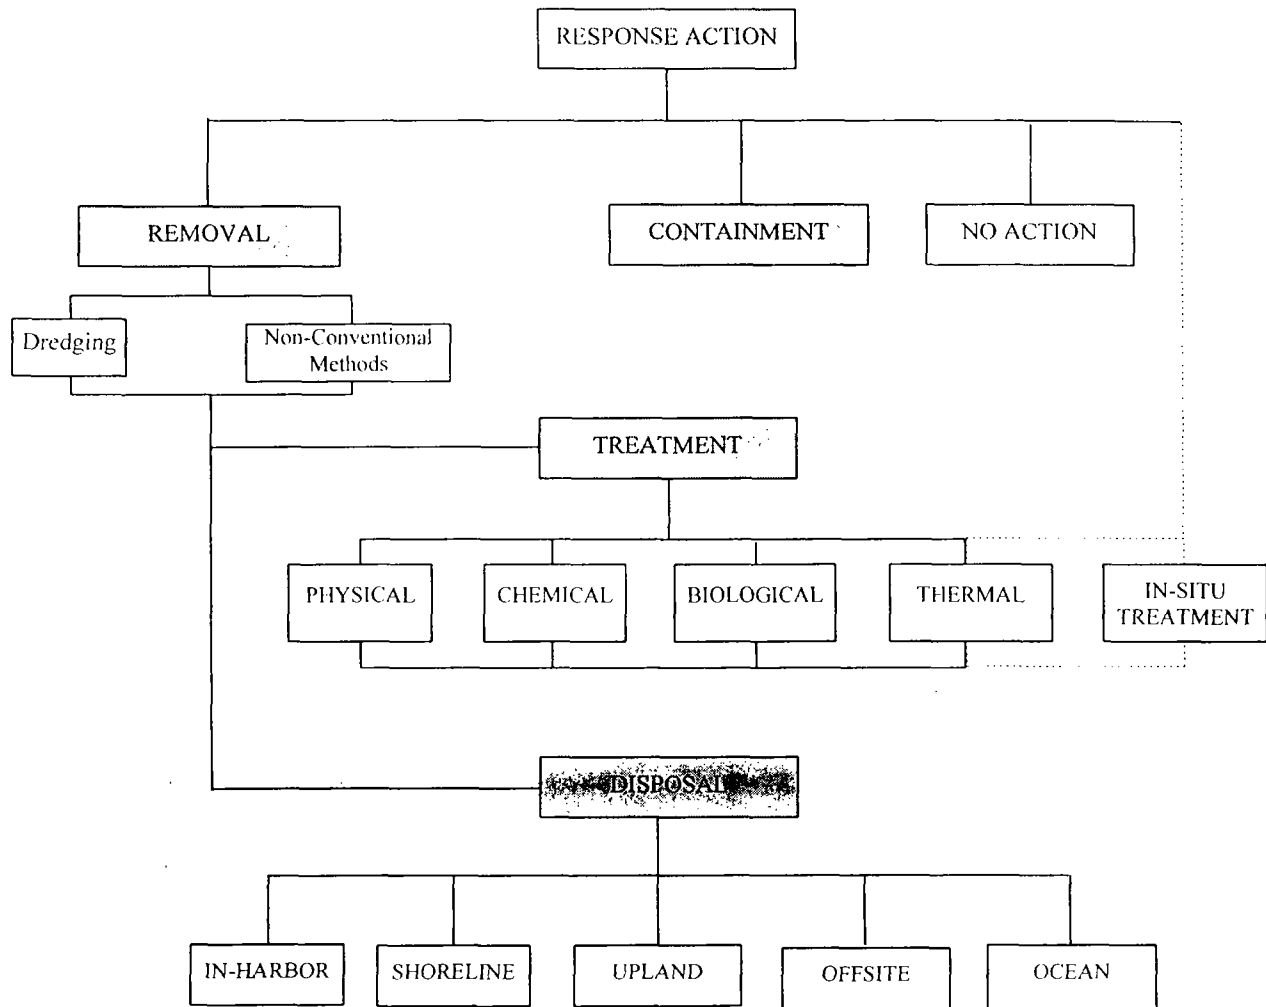 RESPONSE ACTION
REMOVAL
CONTAINMENT
NO ACTION
Dredging
Non-Conventional
Methods
TREATMENT
PHYSICAL
CHEMICAL
BIOLOGICAL
THERMAL
IN-SITU
TREATMENT
DISPOSAL
IN-HARBOR
SHORELINE
UPLAND
OFFSITE
OCEAN